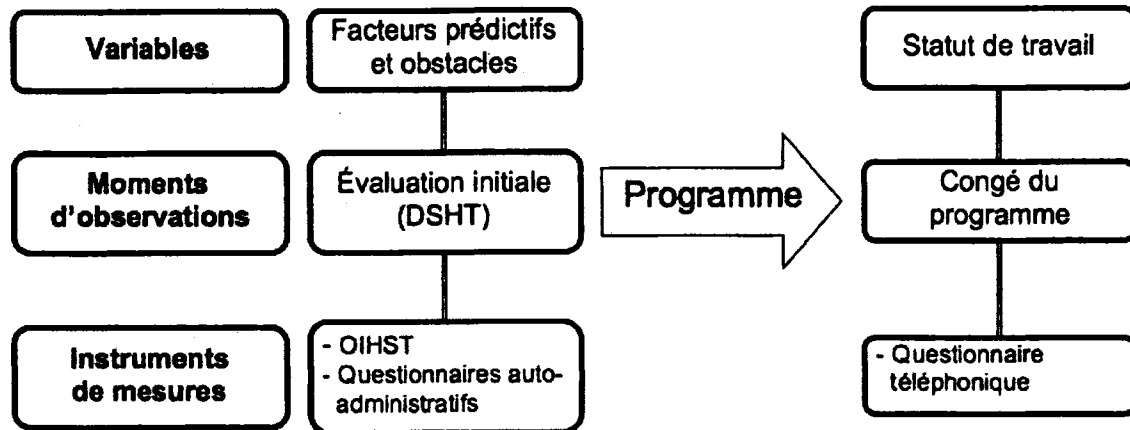 Variables
Facteurs prédictifs
et obstacles
Statut de travail
Moments
d'observations
Évaluation initiale
(DSHT)
Programme
Congé du
programme
Instruments
de mesures
- OIHST
- Questionnaires auto-
administratifs
- Questionnaire
téléphonique